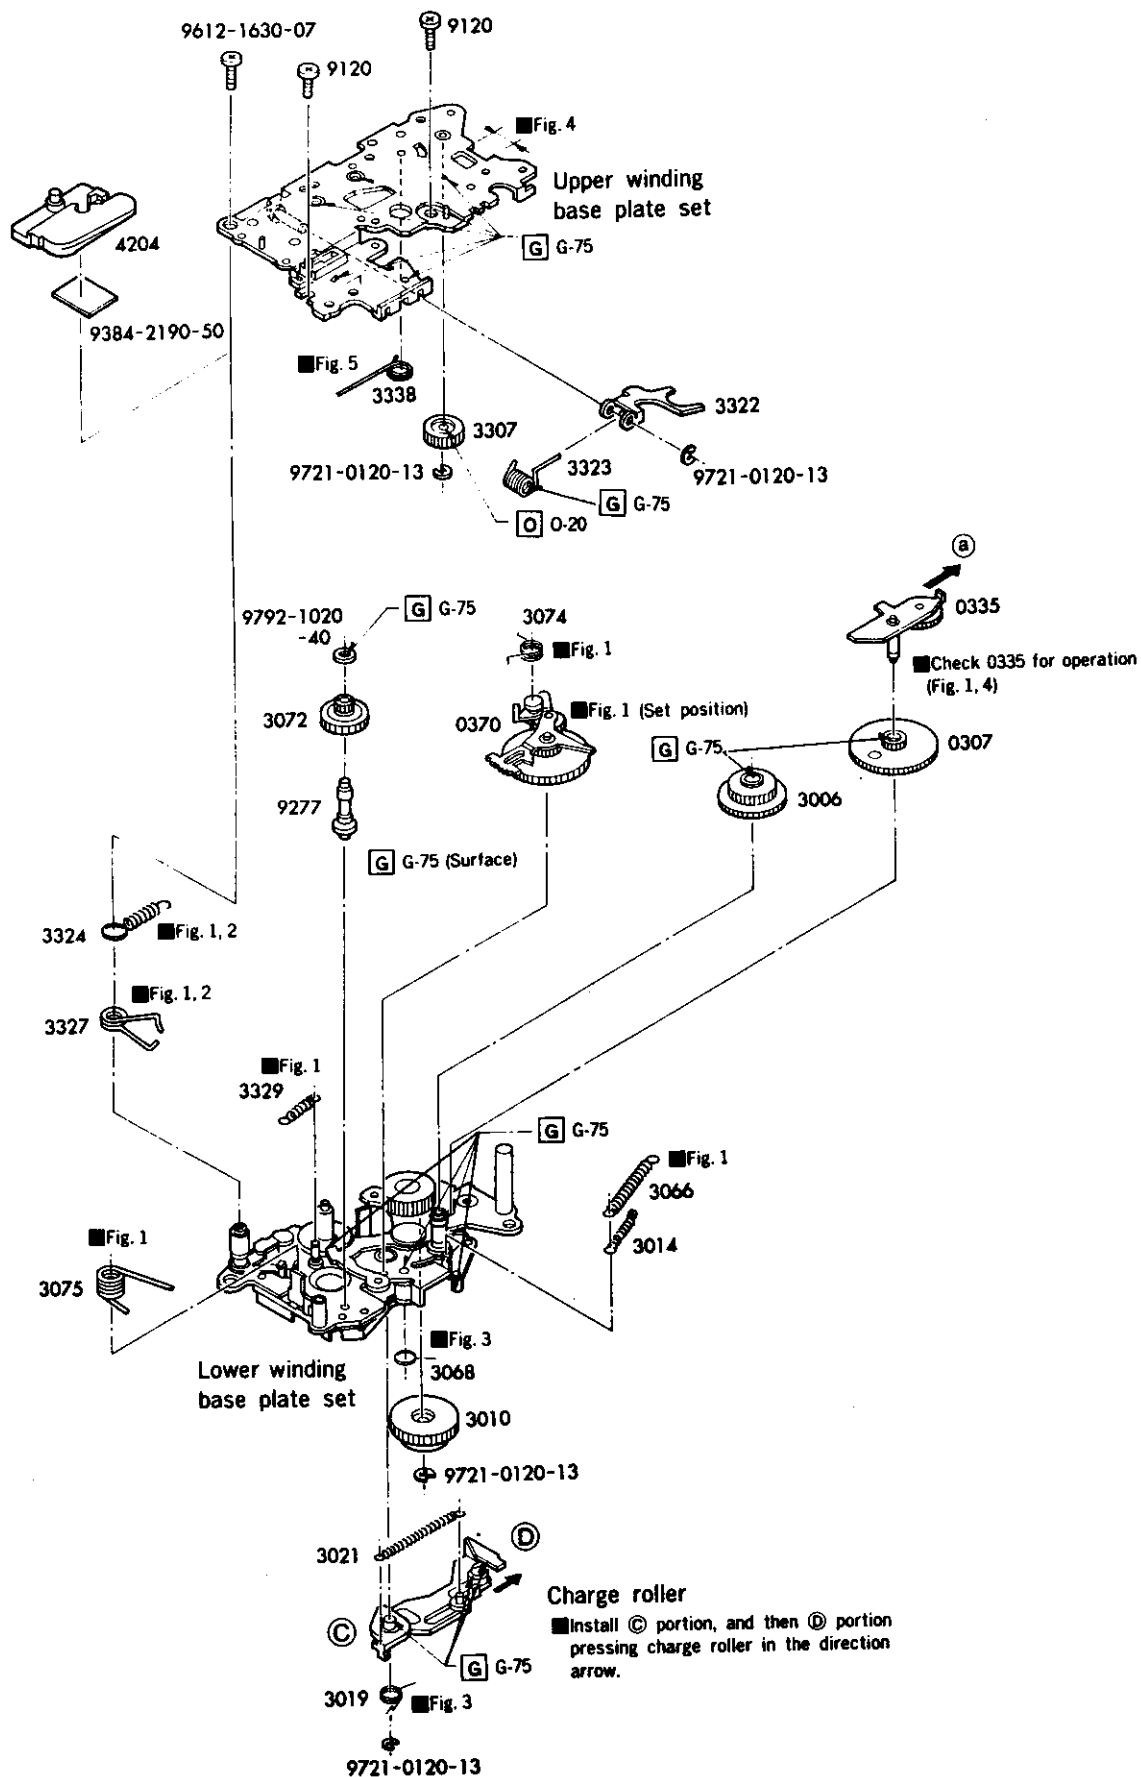 9612-1630-07
9120
9120
■Fig. 4
Upper winding
base plate set
4204
G G-75
9384-2190-50
■Fig. 5
3338
3322
3307
9721-0120-13
3323
9721-0120-13
G G-75
O O-20
ⓐ
9792-1020
-40
G G-75
3074
■Fig. 1
0335
■Check 0335 for operation
(Fig. 1, 4)
3072
0370
■Fig. 1 (Set position)
G G-75
0307
9277
3006
G G-75 (Surface)
3324
■Fig. 1, 2
■Fig. 1, 2
3327
■Fig. 1
3329
G G-75
■Fig. 1
3066
3014
■Fig. 1
3075
■Fig. 3
3068
Lower winding
base plate set
3010
9721-0120-13
3021
Ⓓ
Charge roller
Ⓒ
■Install Ⓒ portion, and then Ⓓ portion
pressing charge roller in the direction
arrow.
G G-75
3019
■Fig. 3
9721-0120-13